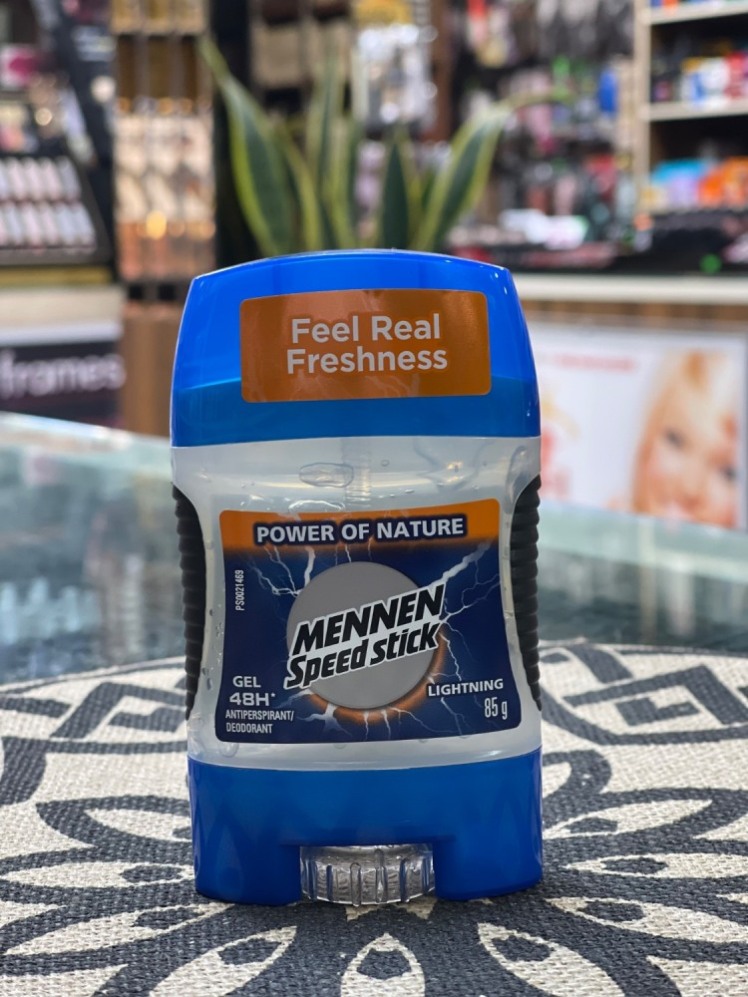 Feel Real
Freshness
POWER OF NATURE
PS0021469
MENNEN
Speed stick
GEL
48H*
ANTIPERSPIRANT/
DEODORANT
LIGHTNING
85 g
frames